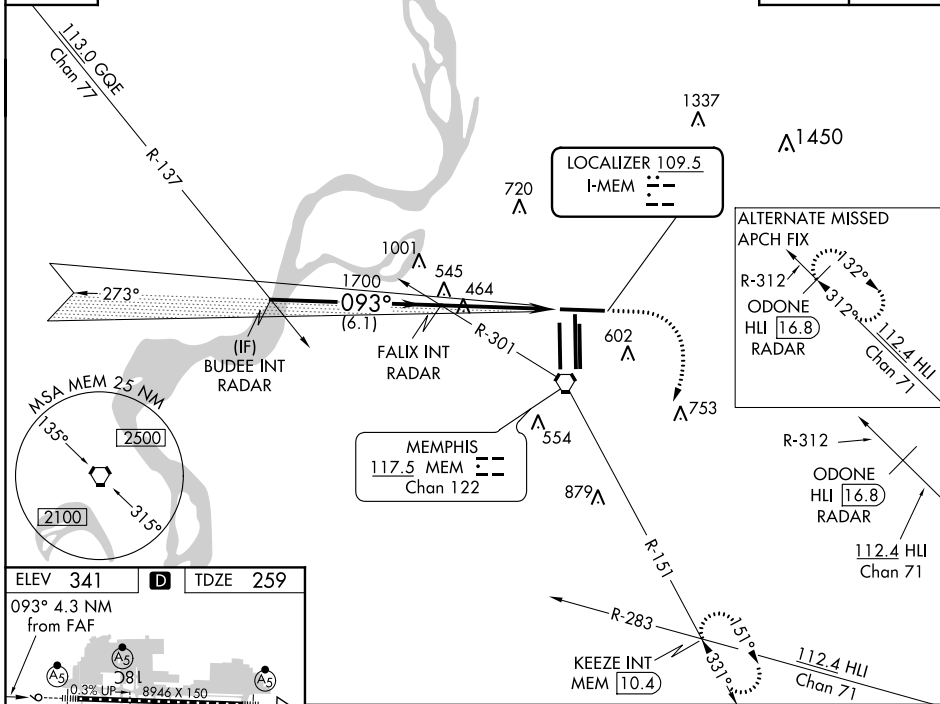 113.0 GQE
Chan 77
R-137
1337
1450
LOCALIZER 109.5
I-MEM
720
ALTERNATE MISSED
APCH FIX
R-312
132°
312°
ODONE
HLI 16.8
RADAR
112.4 HLI
Chan 71
1001
545
464
1700
093°
(6.1)
273°
(IF)
BUDEE INT
RADAR
FALIX INT
RADAR
R-301
602
753
MSA MEM 25 NM
135°
2500
2100
315°
MEMPHIS
117.5 MEM
Chan 122
554
879
R-312
ODONE
HLI 16.8
RADAR
112.4 HLI
Chan 71
R-151
R-283
KEEZE INT
MEM 10.4
151°
331°
112.4 HLI
Chan 71
ELEV 341 D TDZE 259
093° 4.3 NM
from FAF
A5
A5
A5
18C
0.3% UP
8946 X 150
9